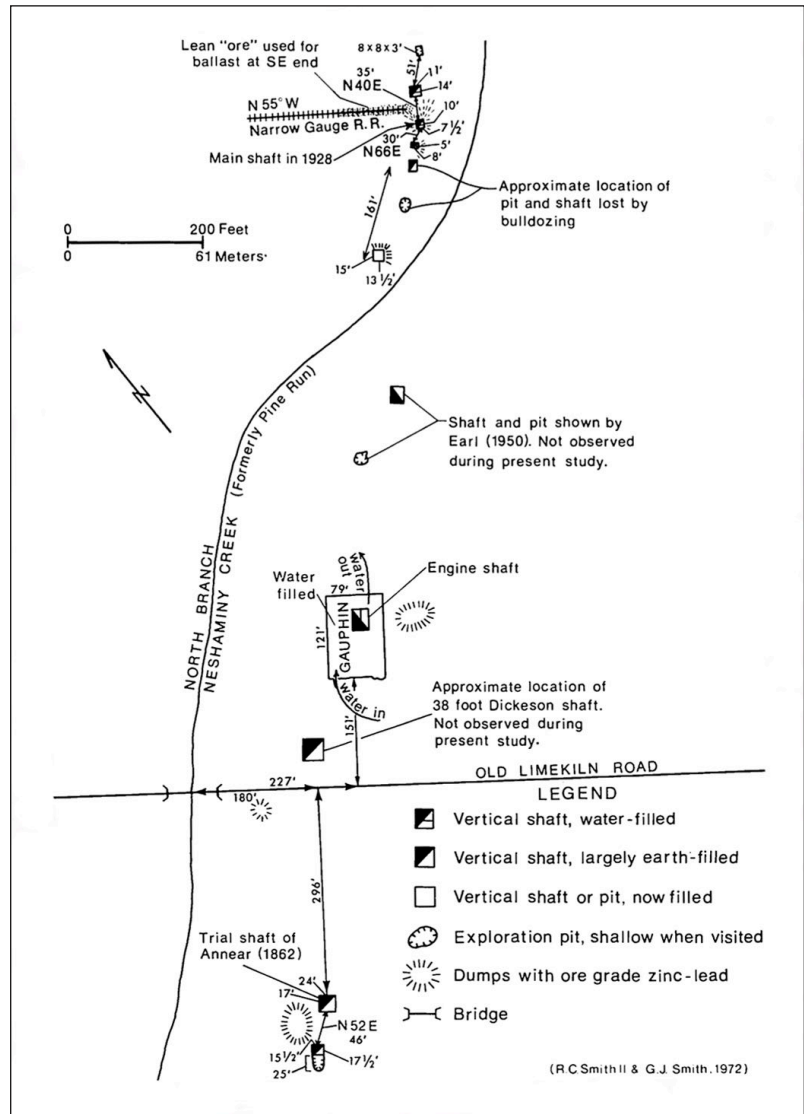 Lean "ore" used for
ballast at SE end
8 x 8 x 3'
51'
11'
14'
35'
N40E
N 55° W
Narrow Gauge R.R.
10'
7 ½'
Main shaft in 1928
30'
N66E
5'
8'
Approximate location of
pit and shaft lost by
bulldozing
161'
0 200 Feet
0 61 Meters.
15'
13 ½'
N
Shaft and pit shown by
Earl (1950). Not observed
during present study.
NORTH BRANCH
NESHAMINY CREEK (Formerly Pine Run)
water
out
Water
filled
79'
Engine shaft
121'
GAUPHIN
water in
151'
Approximate location of
38 foot Dickeson shaft.
Not observed during
present study.
OLD LIMEKILN ROAD
227'
180'
296'
LEGEND
Vertical shaft, water-filled
Vertical shaft, largely earth-filled
Vertical shaft or pit, now filled
Exploration pit, shallow when visited
Dumps with ore grade zinc-lead
Bridge
Trial shaft of
Annear (1862)
24'
17'
N 52 E
46'
15 ½'
17 ½'
25'
(R.C Smith II & G.J. Smith. 1972)